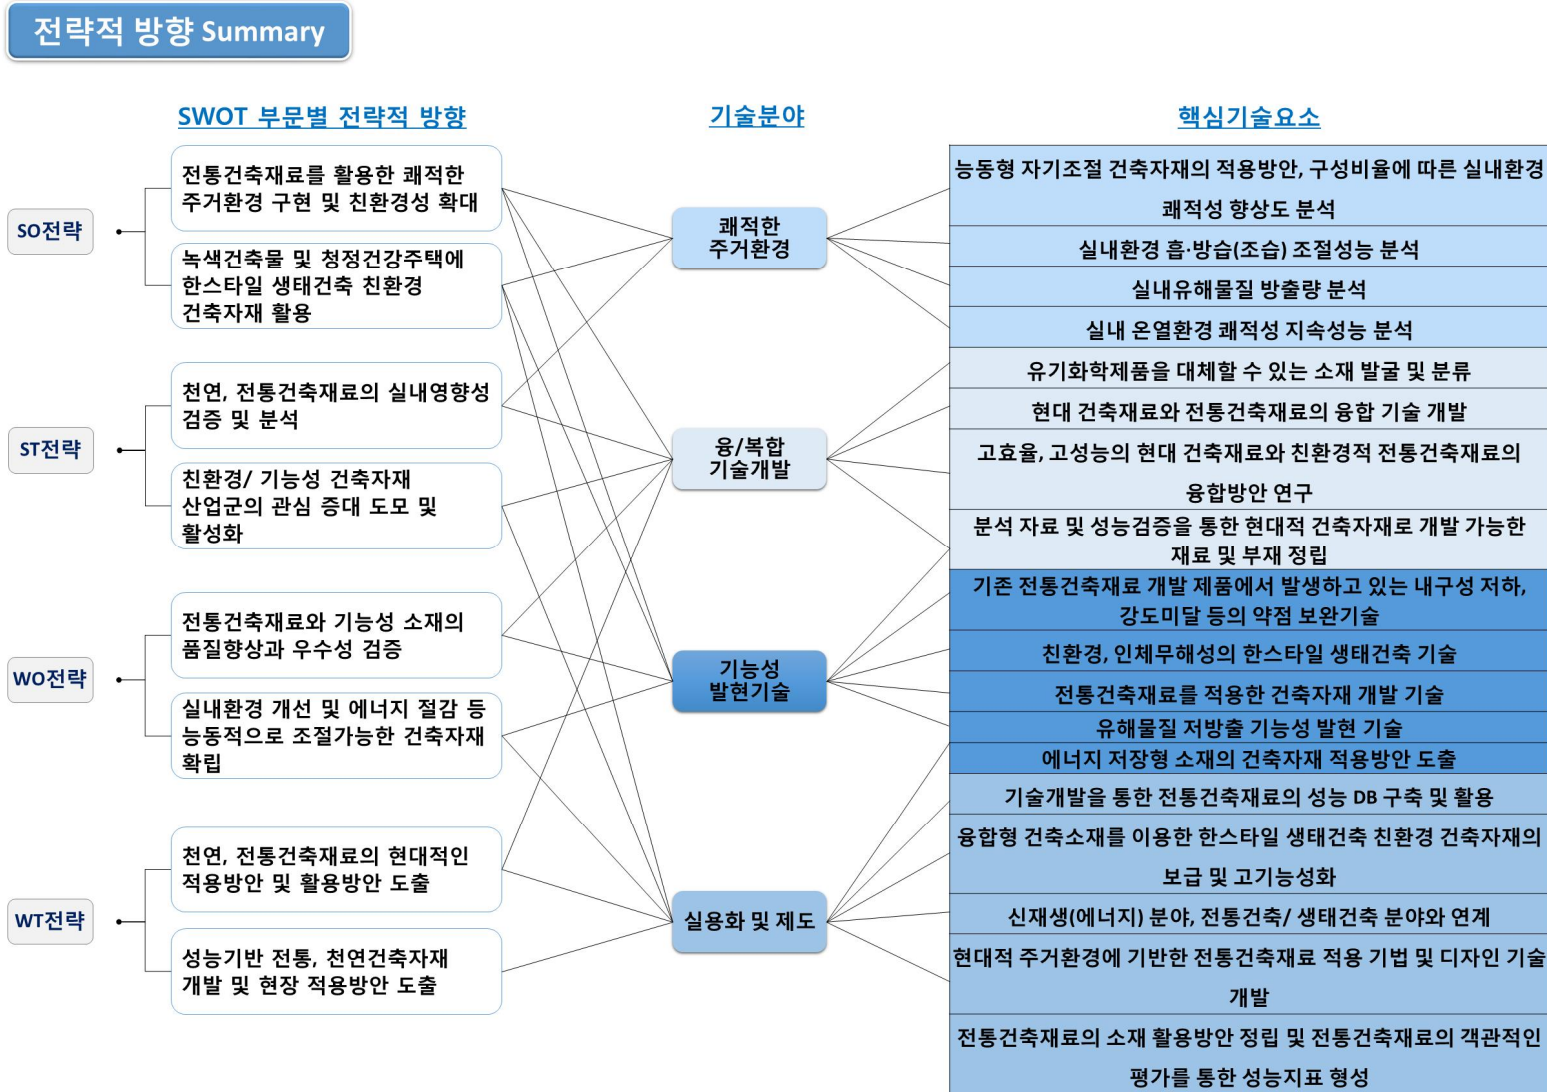 전략적 방향 Summary
SWOT 부문별 전략적 방향
기술분야
핵심기술요소
SO전략
전통건축재료를 활용한 쾌적한
주거환경 구현 및 친환경성 확대
녹색건축물 및 청정건강주택에
한스타일 생태건축 친환경
건축자재 활용
ST전략
천연, 전통건축재료의 실내영향성
검증 및 분석
친환경/ 기능성 건축자재
산업군의 관심 증대 도모 및
활성화
WO전략
전통건축재료와 기능성 소재의
품질향상과 우수성 검증
실내환경 개선 및 에너지 절감 등
능동적으로 조절가능한 건축자재
확립
WT전략
천연, 전통건축재료의 현대적인
적용방안 및 활용방안 도출
성능기반 전통, 천연건축자재
개발 및 현장 적용방안 도출
쾌적한
주거환경
융/복합
기술개발
기능성
발현기술
실용화 및 제도
능동형 자기조절 건축자재의 적용방안, 구성비율에 따른 실내환경
쾌적성 향상도 분석
실내환경 흡·방습(조습) 조절성능 분석
실내유해물질 방출량 분석
실내 온열환경 쾌적성 지속성능 분석
유기화학제품을 대체할 수 있는 소재 발굴 및 분류
현대 건축재료와 전통건축재료의 융합 기술 개발
고효율, 고성능의 현대 건축재료와 친환경적 전통건축재료의
융합방안 연구
분석 자료 및 성능검증을 통한 현대적 건축자재로 개발 가능한
재료 및 부재 정립
기존 전통건축재료 개발 제품에서 발생하고 있는 내구성 저하,
강도미달 등의 약점 보완기술
친환경, 인체무해성의 한스타일 생태건축 기술
전통건축재료를 적용한 건축자재 개발 기술
유해물질 저방출 기능성 발현 기술
에너지 저장형 소재의 건축자재 적용방안 도출
기술개발을 통한 전통건축재료의 성능 DB 구축 및 활용
융합형 건축소재를 이용한 한스타일 생태건축 친환경 건축자재의
보급 및 고기능성화
신재생(에너지) 분야, 전통건축/ 생태건축 분야와 연계
현대적 주거환경에 기반한 전통건축재료 적용 기법 및 디자인 기술
개발
전통건축재료의 소재 활용방안 정립 및 전통건축재료의 객관적인
평가를 통한 성능지표 형성